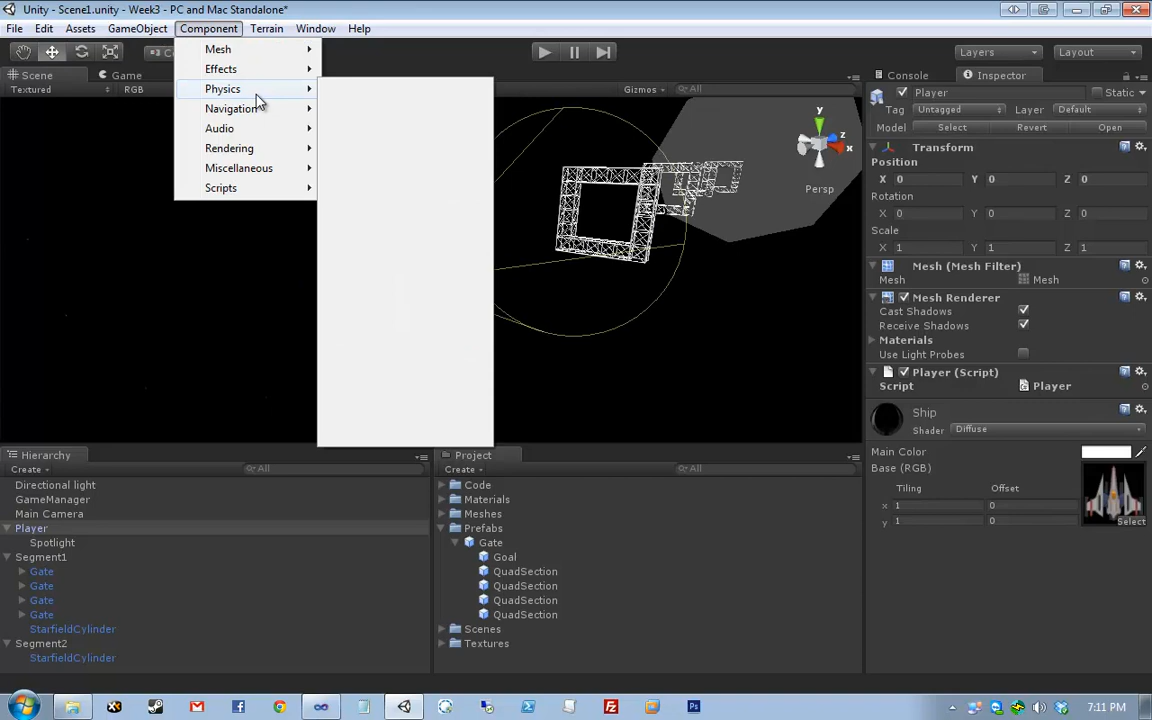 Unity - Scene1.unity - Week3 - PC and Mac Standalone*
File Edit Assets GameObject Component Terrain Window Help
Layers Layout
Mesh
Effects
Physics
Navigation
Audio
Rendering
Miscellaneous
Scripts
Scene Game
Textured RGB
Gizmos All
y
z
x
Persp
Console Inspector
Player Static
Tag Untagged Layer Default
Model Select Revert Open
Transform
Position
X 0 Y 0 Z 0
Rotation
X 0 Y 0 Z 0
Scale
X 1 Y 1 Z 1
Mesh (Mesh Filter)
Mesh Mesh
Mesh Renderer
Cast Shadows
Receive Shadows
Materials
Use Light Probes
Player (Script)
Script Player
Ship
Shader Diffuse
Main Color
Base (RGB)
Tiling Offset
x 1 0
y 1 0
Select
Hierarchy
Create All
Directional light
GameManager
Main Camera
Player
Spotlight
Segment1
Gate
Gate
Gate
Gate
StarfieldCylinder
Segment2
StarfieldCylinder
Project
Create All
Code
Materials
Meshes
Prefabs
Gate
Goal
QuadSection
QuadSection
QuadSection
QuadSection
Scenes
Textures
7:11 PM